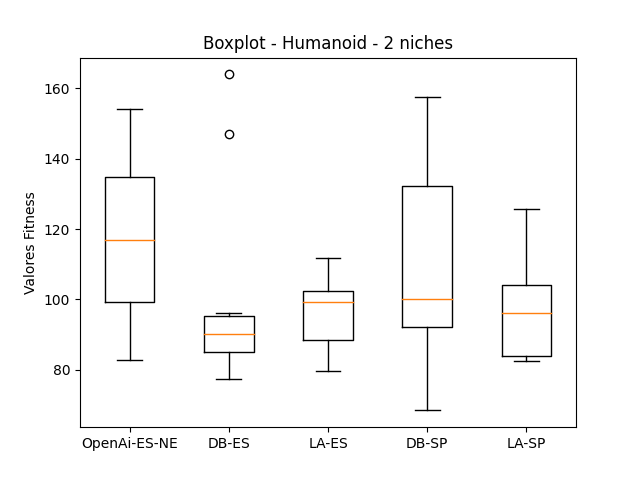 Boxplot - Humanoid - 2 niches
160
140
120
100
80
Valores Fitness
OpenAi-ES-NE DB-ES LA-ES DB-SP LA-SP